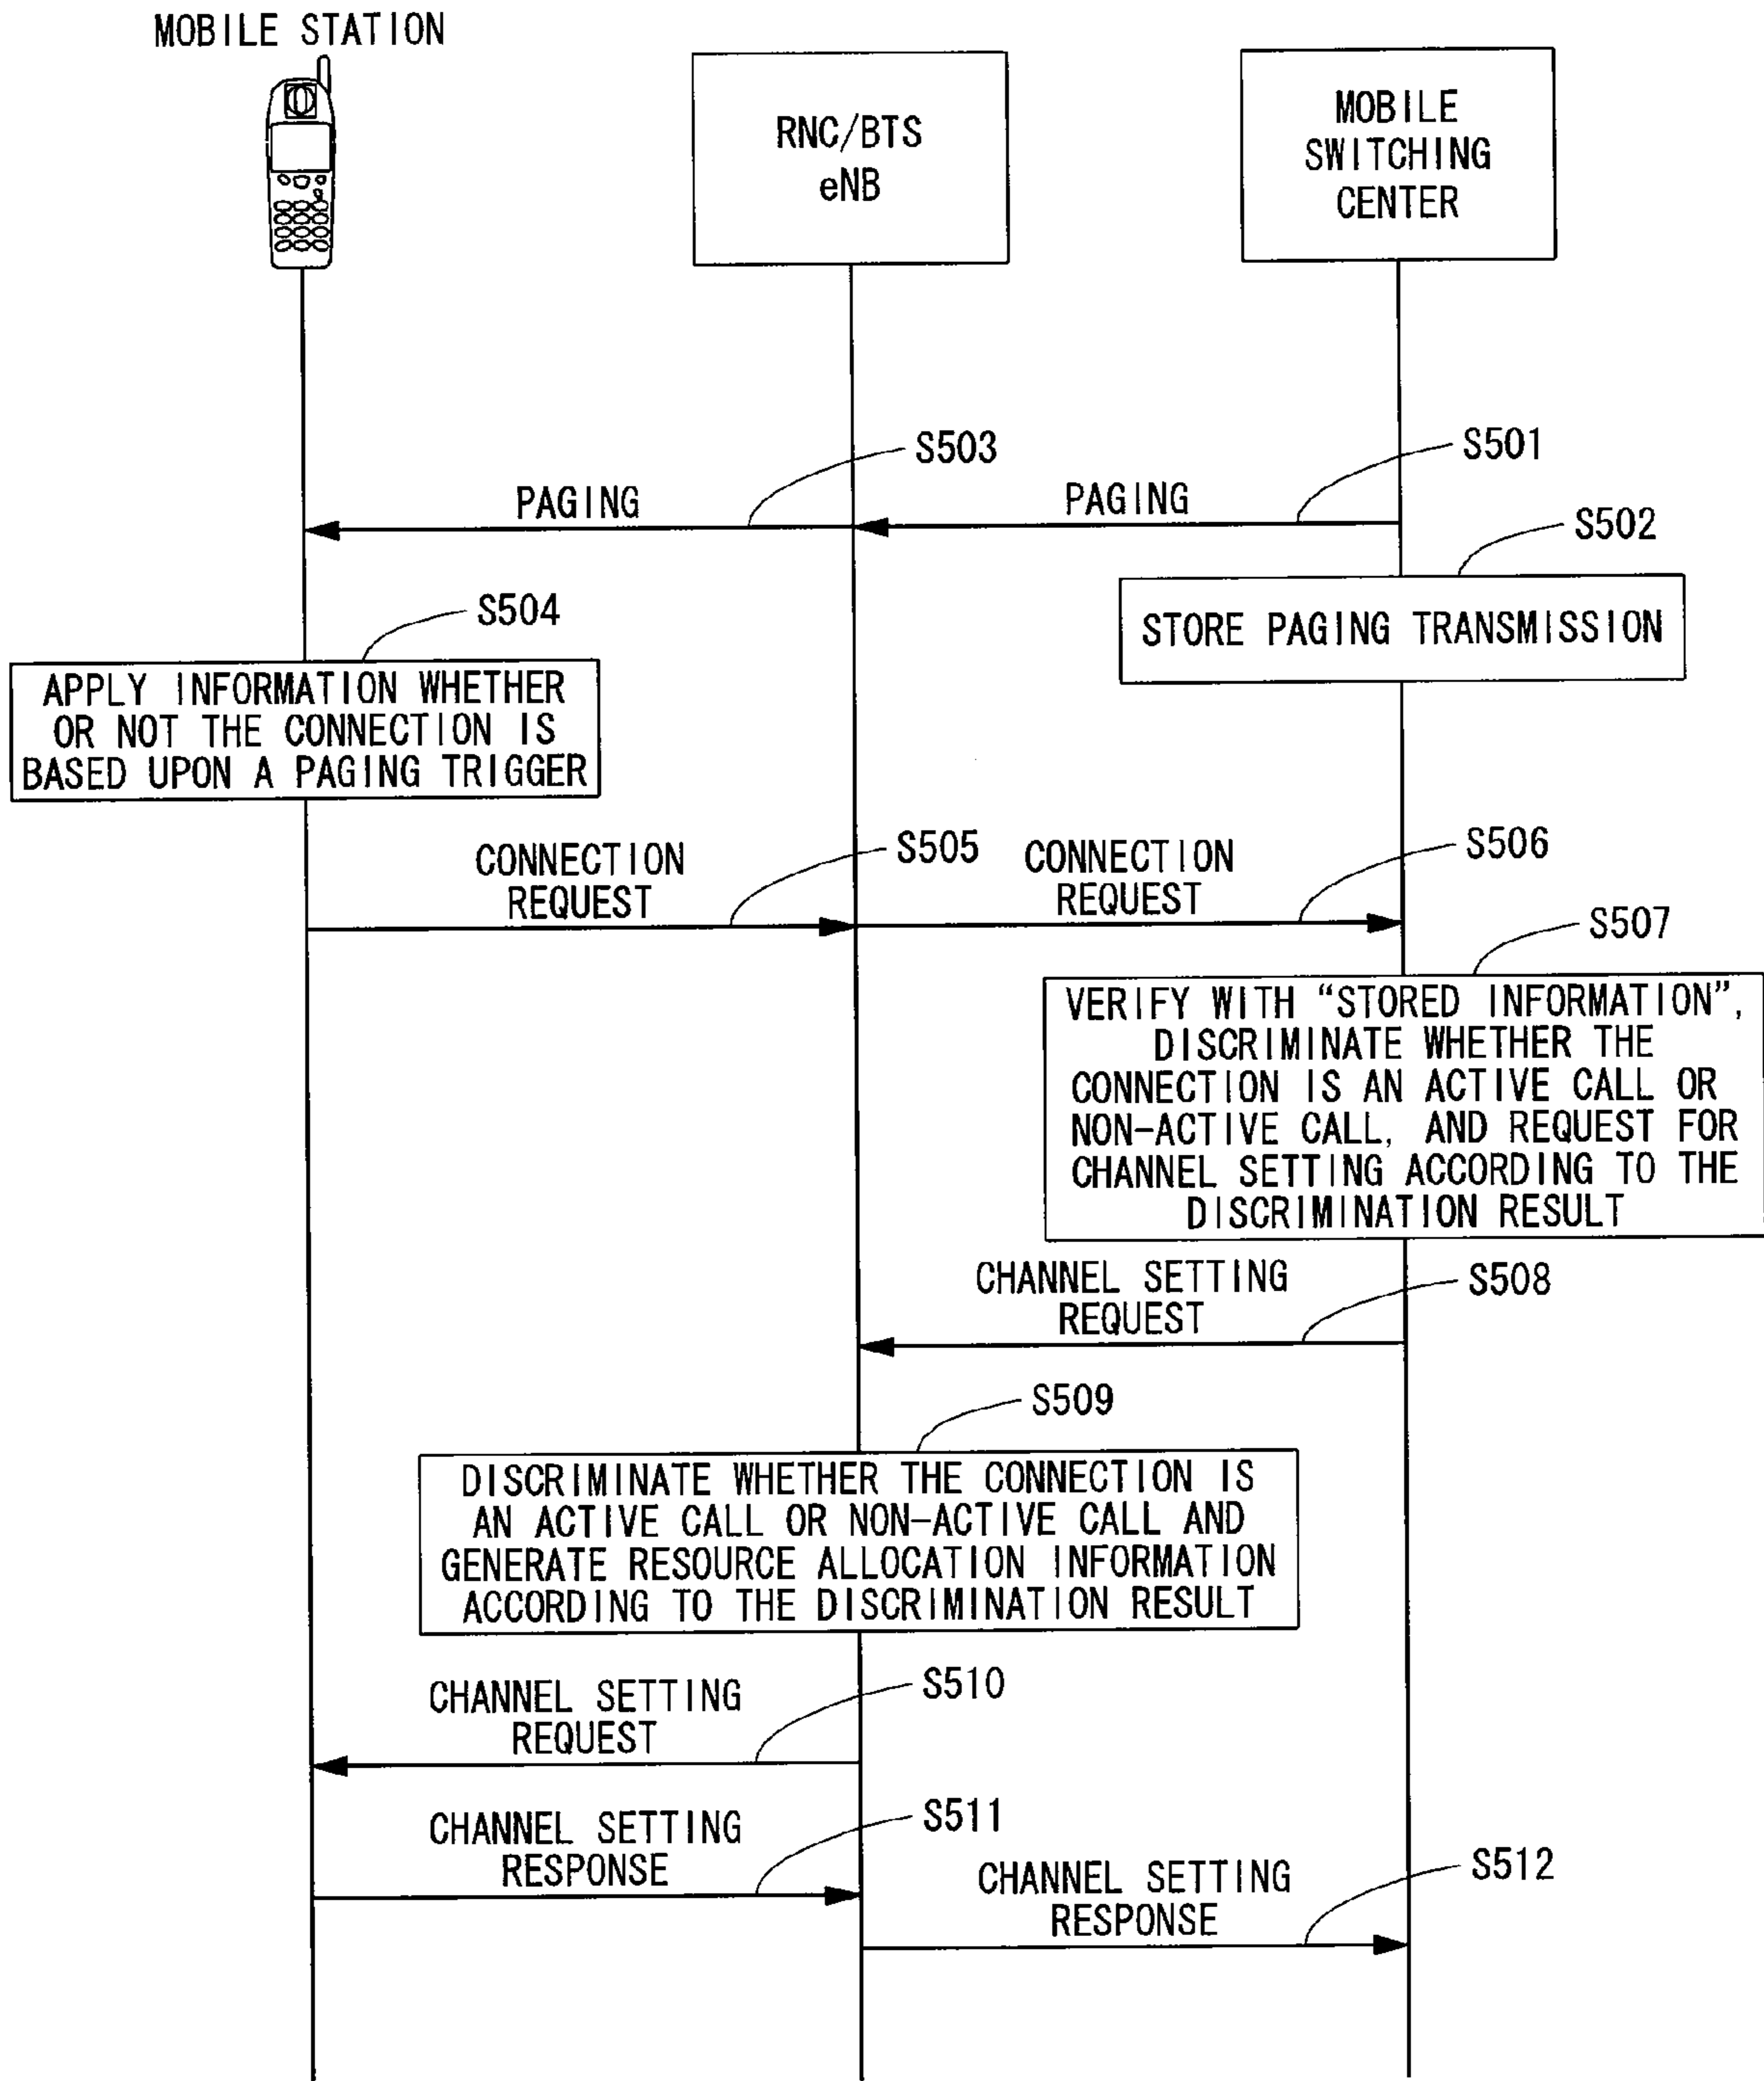 MOBILE STATION
RNC/BTS
eNB
MOBILE
SWITCHING
CENTER
S503
S501
PAGING
PAGING
S502
STORE PAGING TRANSMISSION
S504
APPLY INFORMATION WHETHER
OR NOT THE CONNECTION IS
BASED UPON A PAGING TRIGGER
CONNECTION
REQUEST
S505
CONNECTION
REQUEST
S506
S507
VERIFY WITH “STORED INFORMATION”,
DISCRIMINATE WHETHER THE
CONNECTION IS AN ACTIVE CALL OR
NON-ACTIVE CALL, AND REQUEST FOR
CHANNEL SETTING ACCORDING TO THE
DISCRIMINATION RESULT
CHANNEL SETTING
REQUEST
S508
S509
DISCRIMINATE WHETHER THE CONNECTION IS
AN ACTIVE CALL OR NON-ACTIVE CALL AND
GENERATE RESOURCE ALLOCATION INFORMATION
ACCORDING TO THE DISCRIMINATION RESULT
CHANNEL SETTING
REQUEST
S510
CHANNEL SETTING
RESPONSE
S511
CHANNEL SETTING
RESPONSE
S512